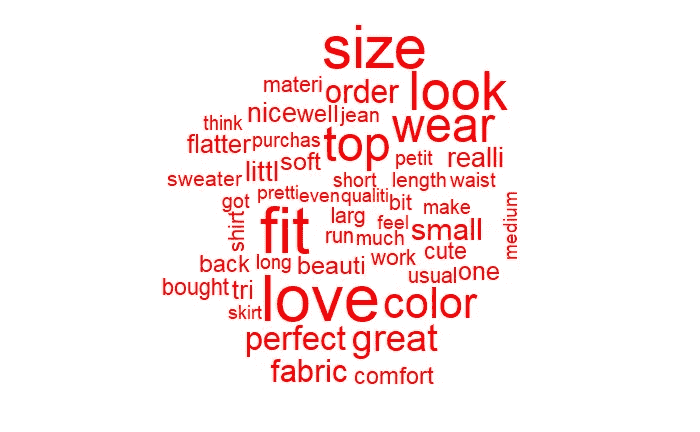 size
materi order look
nice well jean wear
think
flatter purchas top petit realli
littl soft
sweater short length waist
got pretti even qualiti bit make medium
shirt fit larg feel small
run much
back long beauti work cute
usual one
bought tri love color
skirt
perfect great
fabric comfort